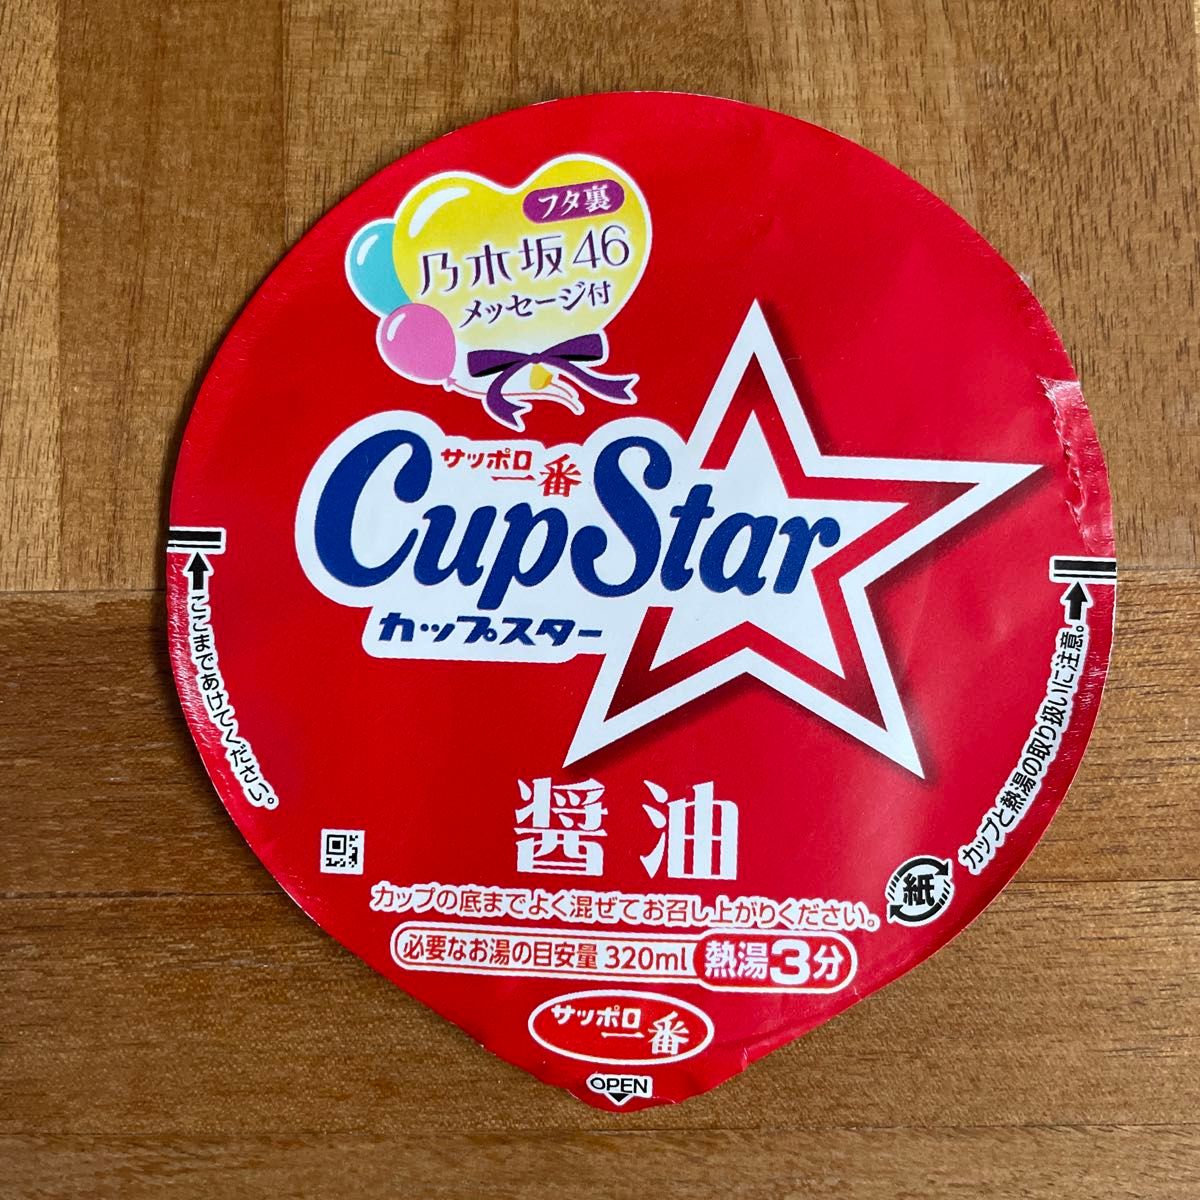 フタ裏
乃木坂46
メッセージ付
サッポロ一番
CupStar
カップスター
ここまであけてください。
カップと熱湯の取り扱いに注意。
醤油
紙
カップの底までよく混ぜてお召し上がりください。
必要なお湯の目安量 320ml 熱湯3分
サッポロ一番
OPEN